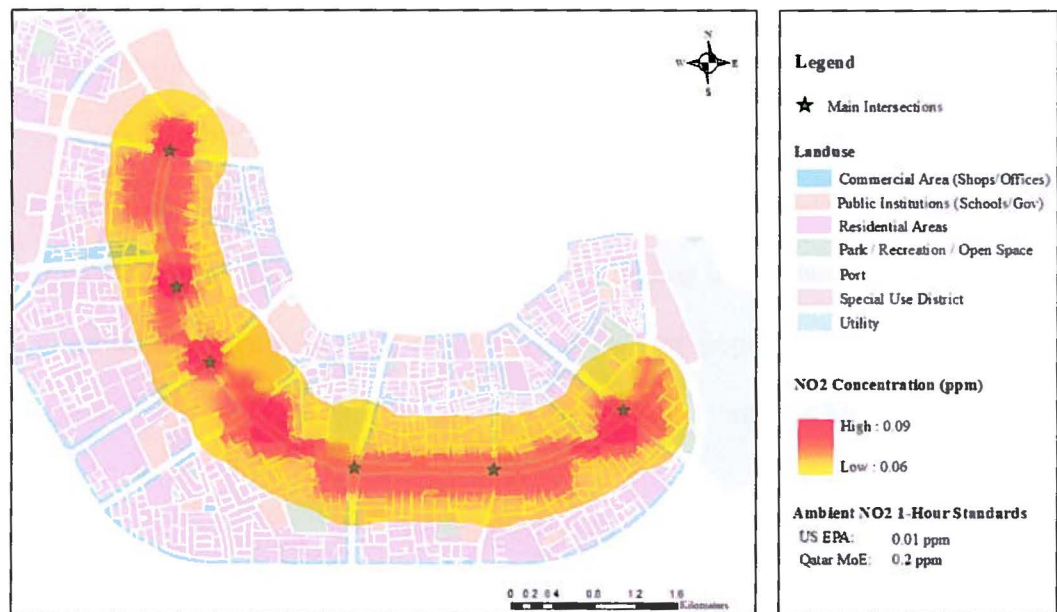 N
W E
S
0 0.2 0.4 0.8 1.2 1.6
Kilometers
Legend
Main Intersections
Landuse
Commercial Area (Shops/Offices)
Public Institutions (Schools/Gov)
Residential Areas
Park / Recreation / Open Space
Port
Special Use District
Utility
NO2 Concentration (ppm)
High : 0.09
Low : 0.06
Ambient NO2 1-Hour Standards
US EPA: 0.01 ppm
Qatar MoE: 0.2 ppm